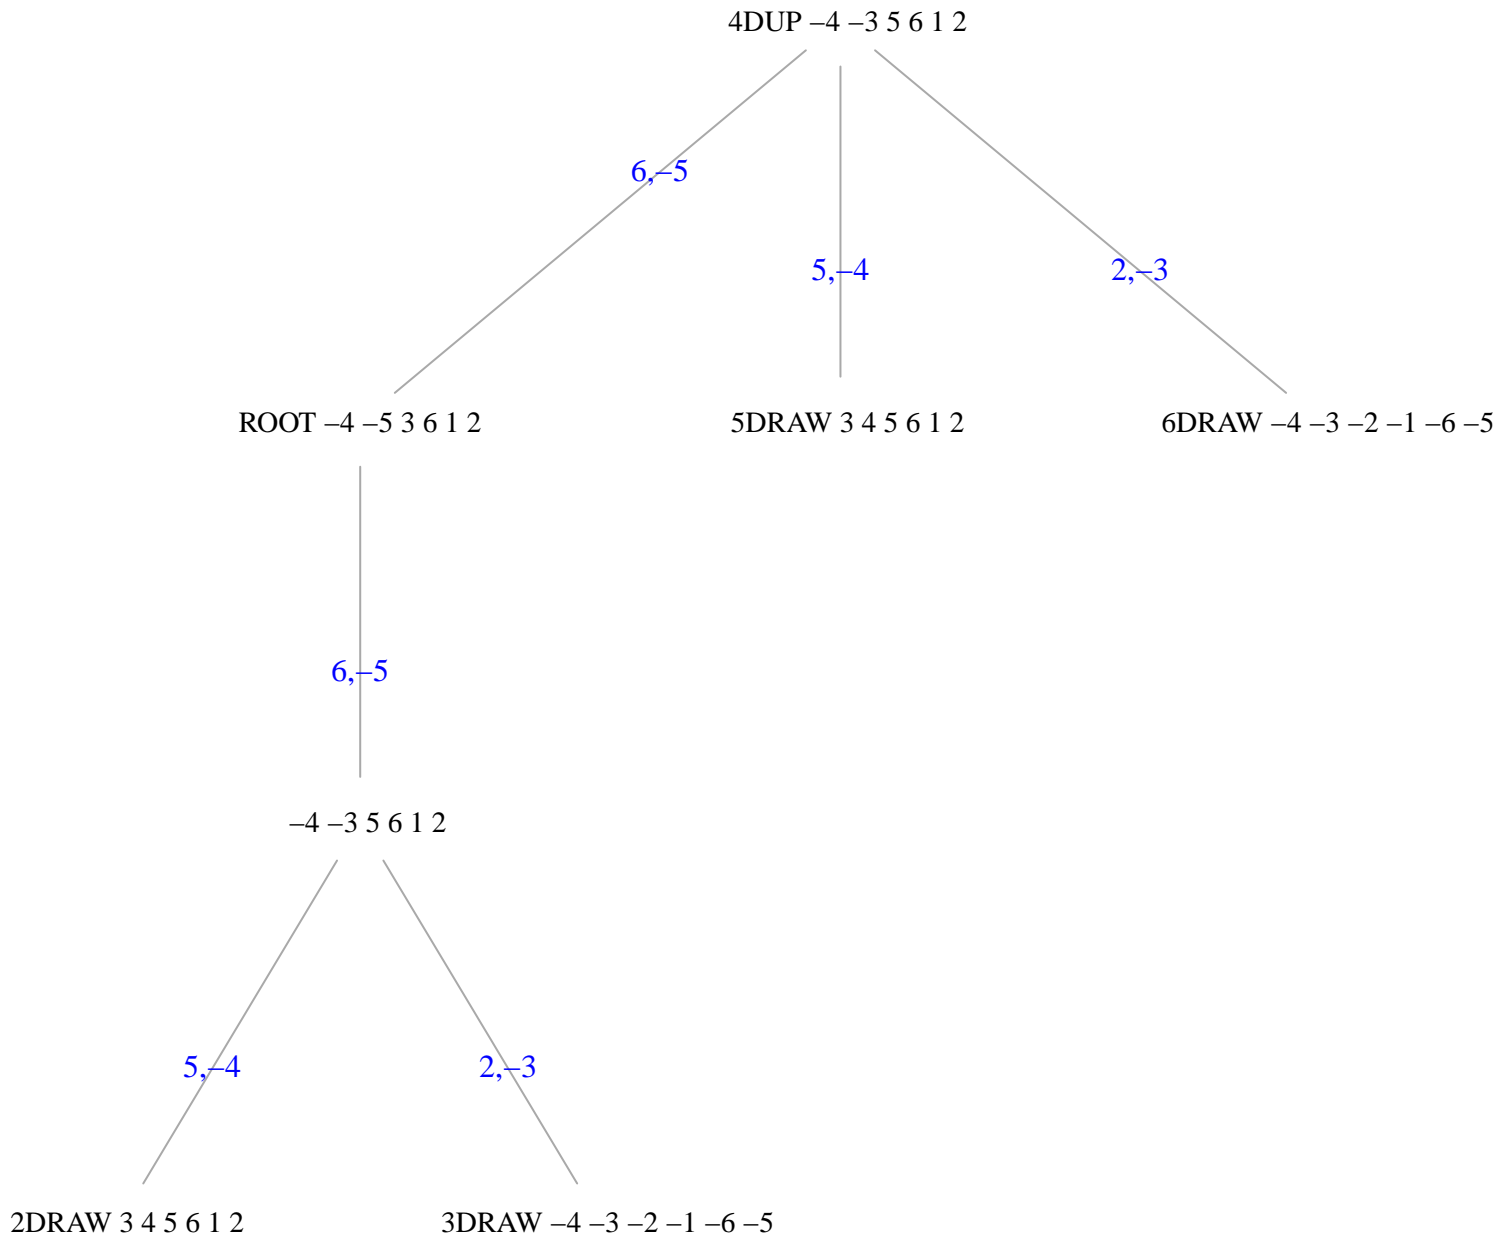 4DUP –4 –3 5 6 1 2
6,–5
5,–4
2,–3
ROOT –4 –5 3 6 1 2
5DRAW 3 4 5 6 1 2
6DRAW –4 –3 –2 –1 –6 –5
6,–5
–4 –3 5 6 1 2
5,–4
2,–3
2DRAW 3 4 5 6 1 2
3DRAW –4 –3 –2 –1 –6 –5